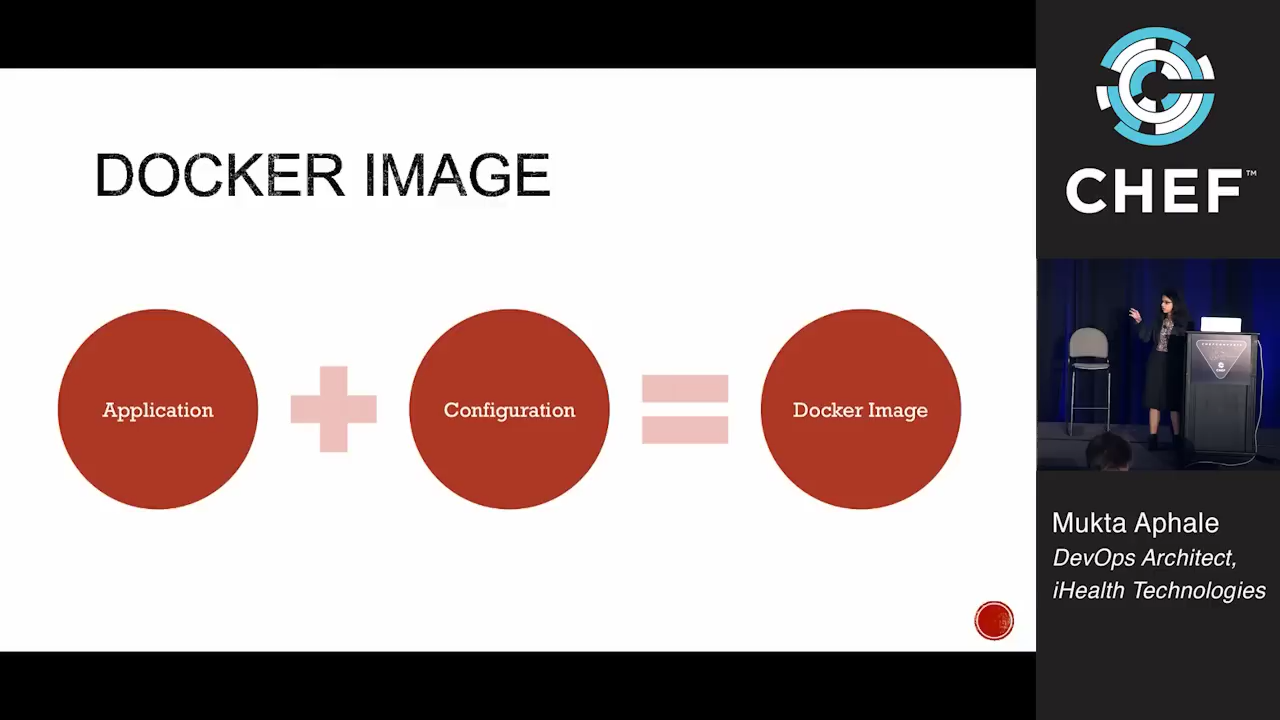 DOCKER IMAGE
Application
Configuration
Docker Image
CHEF™
Mukta Aphale
DevOps Architect,
iHealth Technologies